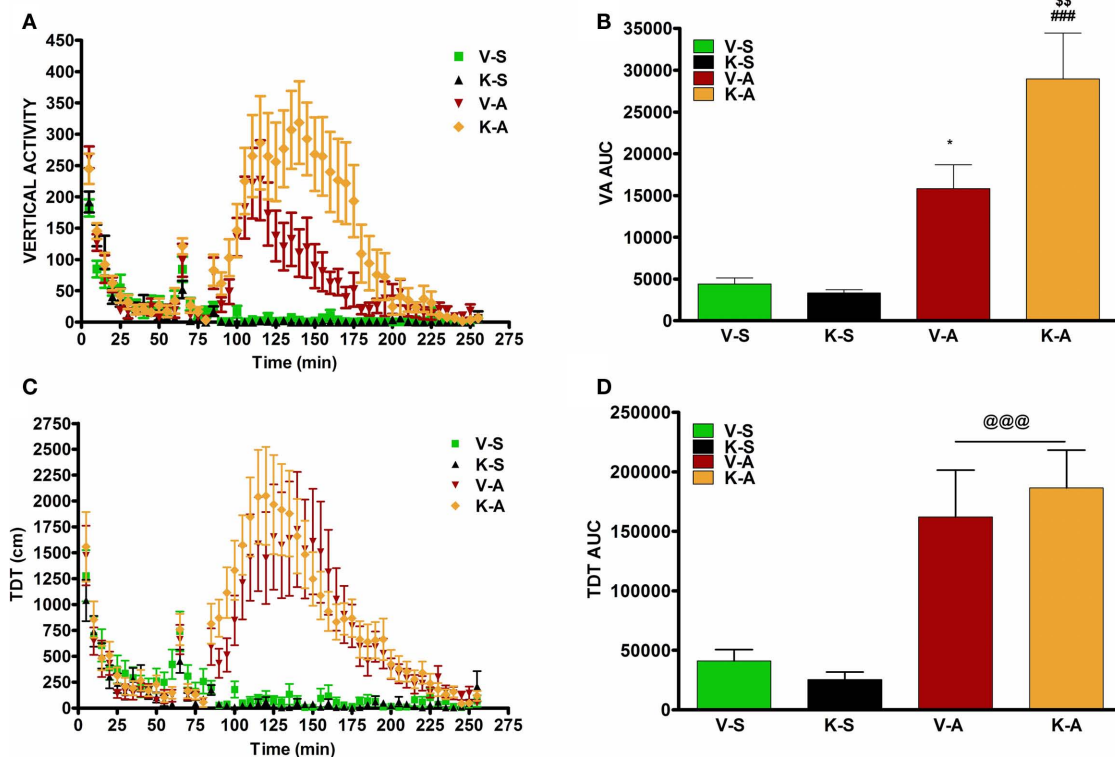 A
VERTICAL ACTIVITY
450
400
350
300
250
200
150
100
50
0
0 25 50 75 100 125 150 175 200 225 250 275
Time (min)
V-S
K-S
V-A
K-A
B
VA AUC
35000
30000
25000
20000
15000
10000
5000
0
V-S
K-S
V-A
K-A
*
$$
###
V-S K-S V-A K-A
C
TDT (cm)
2750
2500
2250
2000
1750
1500
1250
1000
750
500
250
0
0 25 50 75 100 125 150 175 200 225 250 275
Time (min)
V-S
K-S
V-A
K-A
D
TDT AUC
250000
200000
150000
100000
50000
0
V-S
K-S
V-A
K-A
@@@
V-S K-S V-A K-A